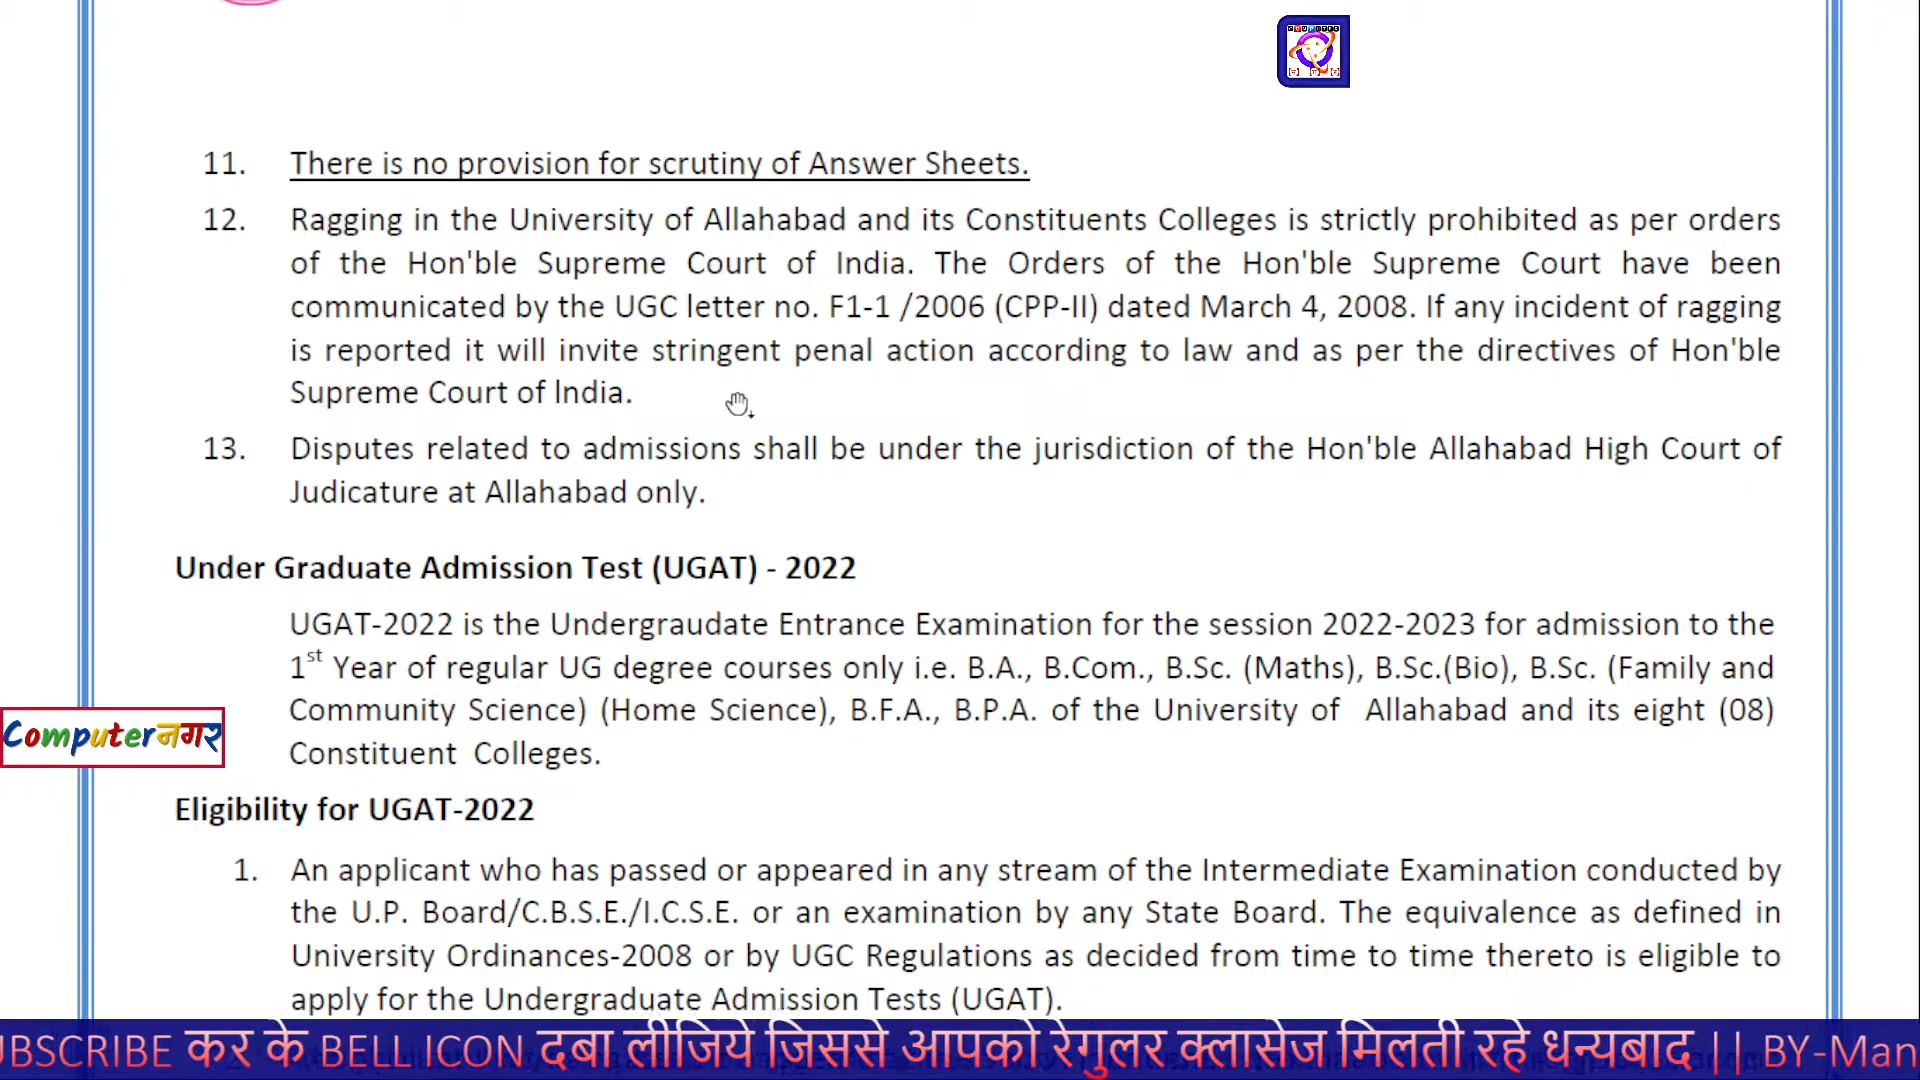 11. There is no provision for scrutiny of Answer Sheets.
12. Ragging in the University of Allahabad and its Constituents Colleges is strictly prohibited as per orders
of the Hon'ble Supreme Court of India. The Orders of the Hon'ble Supreme Court have been
communicated by the UGC letter no. F1-1 /2006 (CPP-II) dated March 4, 2008. If any incident of ragging
is reported it will invite stringent penal action according to law and as per the directives of Hon'ble
Supreme Court of India.
13. Disputes related to admissions shall be under the jurisdiction of the Hon'ble Allahabad High Court of
Judicature at Allahabad only.
Under Graduate Admission Test (UGAT) - 2022
UGAT-2022 is the Undergraudate Entrance Examination for the session 2022-2023 for admission to the
1st Year of regular UG degree courses only i.e. B.A., B.Com., B.Sc. (Maths), B.Sc.(Bio), B.Sc. (Family and
Community Science) (Home Science), B.F.A., B.P.A. of the University of Allahabad and its eight (08)
Constituent Colleges.
Computerनगर
Eligibility for UGAT-2022
1. An applicant who has passed or appeared in any stream of the Intermediate Examination conducted by
the U.P. Board/C.B.S.E./I.C.S.E. or an examination by any State Board. The equivalence as defined in
University Ordinances-2008 or by UGC Regulations as decided from time to time thereto is eligible to
apply for the Undergraduate Admission Tests (UGAT).
UBSCRIBE कर के BELL ICON दबा लीजिये जिससे आपको रेगुलर क्लासेज मिलती रहे धन्यबाद || BY-Man